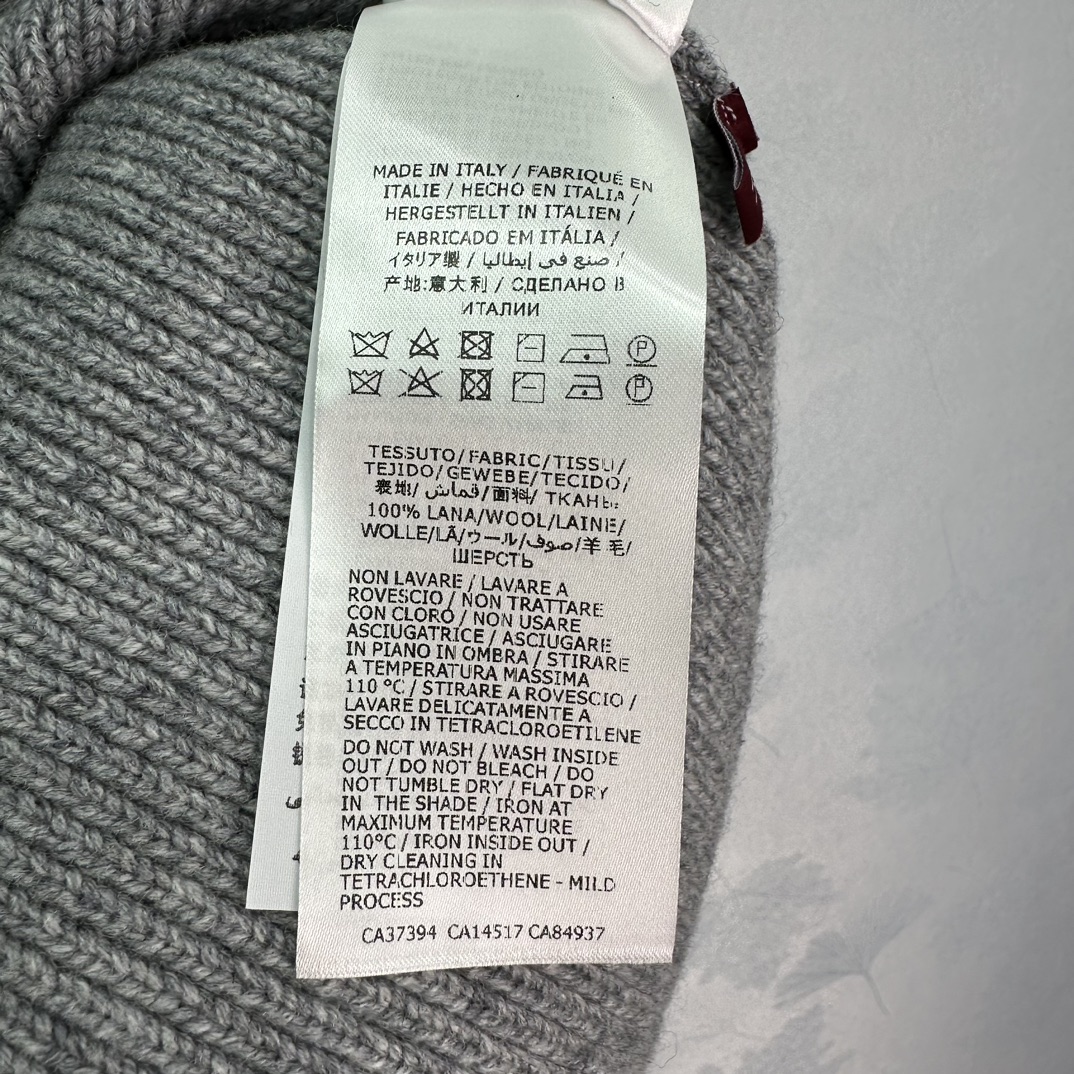 MADE IN ITALY / FABRIQUÉ EN
ITALIE / HECHO EN ITALIA /
HERGESTELLT IN ITALIEN /
FABRICADO EM ITÁLIA /
イタリア製 / صنع في إيطاليا /
产地:意大利 / СДЕЛАНО В
ИТАЛИИ
TESSUTO/FABRIC/TISSU/
TEJIDO/GEWEBE/TECIDO/
表地/ قماش/面料/ ТКАНЬ:
100% LANA/WOOL/LAINE/
WOLLE/LÃ/ウール/صوف/羊毛/
ШЕРСТЬ
NON LAVARE / LAVARE A
ROVESCIO / NON TRATTARE
CON CLORO / NON USARE
ASCIUGATRICE / ASCIUGARE
IN PIANO IN OMBRA / STIRARE
A TEMPERATURA MASSIMA
110 °C / STIRARE A ROVESCIO /
LAVARE DELICATAMENTE A
SECCO IN TETRACLOROETILENE
DO NOT WASH / WASH INSIDE
OUT / DO NOT BLEACH / DO
NOT TUMBLE DRY / FLAT DRY
IN THE SHADE / IRON AT
MAXIMUM TEMPERATURE
110°C / IRON INSIDE OUT /
DRY CLEANING IN
TETRACHLOROETHENE - MILD
PROCESS
CA37394 CA14517 CA84937